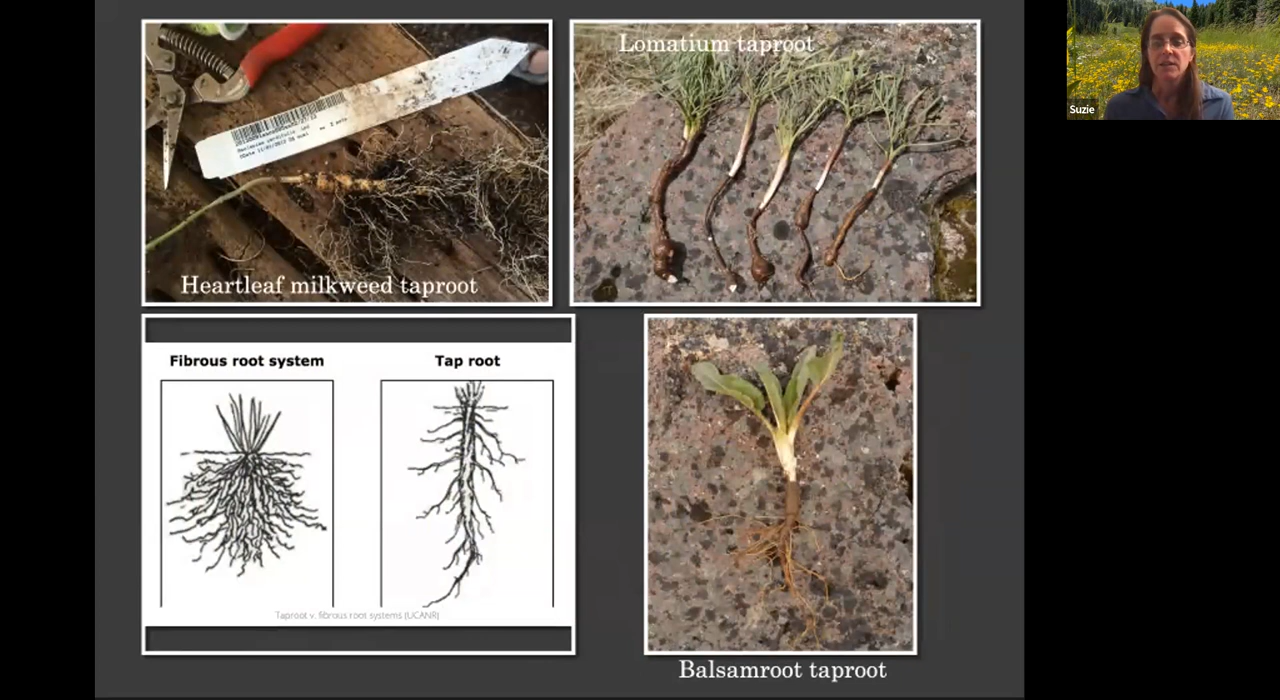 Heartleaf milkweed taproot
Lomatium taproot
Suzie
Fibrous root system
Tap root
Taproot v. fibrous root systems (UCANR)
Balsamroot taproot